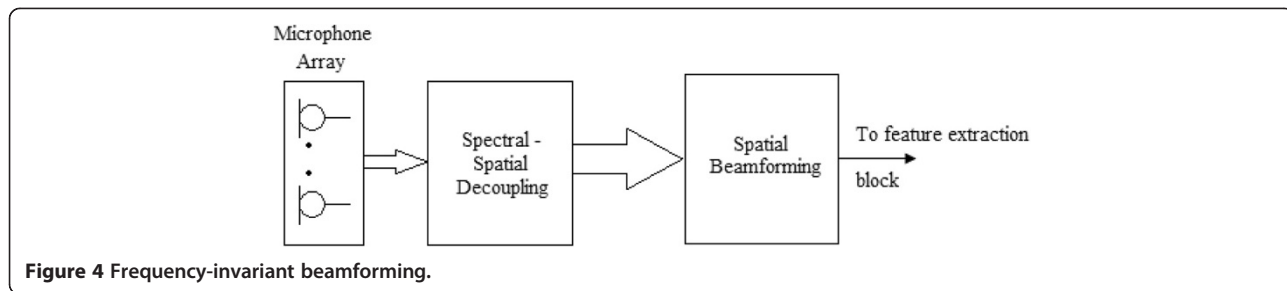 Microphone
Array
Spectral -
Spatial
Decoupling
Spatial
Beamforming
To feature extraction
block
Figure 4 Frequency-invariant beamforming.